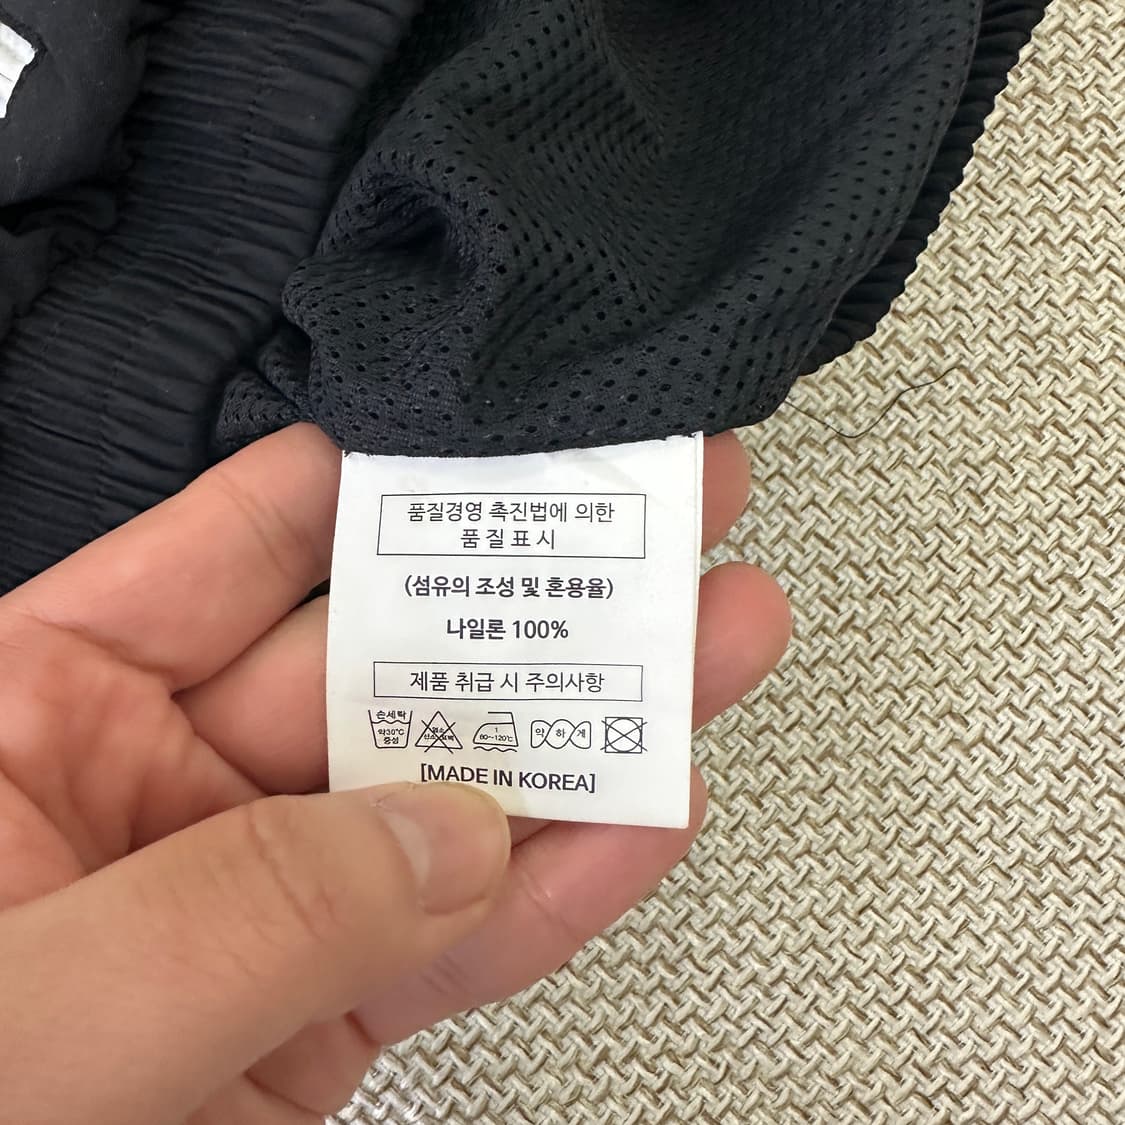 품질경영 촉진법에 의한
품 질 표 시
(섬유의 조성 및 혼용율)
나일론 100%
제품 취급 시 주의사항
손세탁
약30℃
중성
1
80~120℃
약 하 게
[MADE IN KOREA]